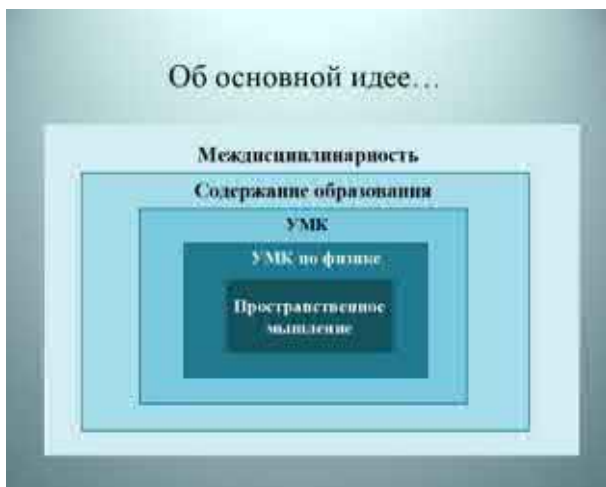 Об основной идее…
Междисциплинарность
Содержание образования
УМК
УМК по физике
Пространственное
мышление